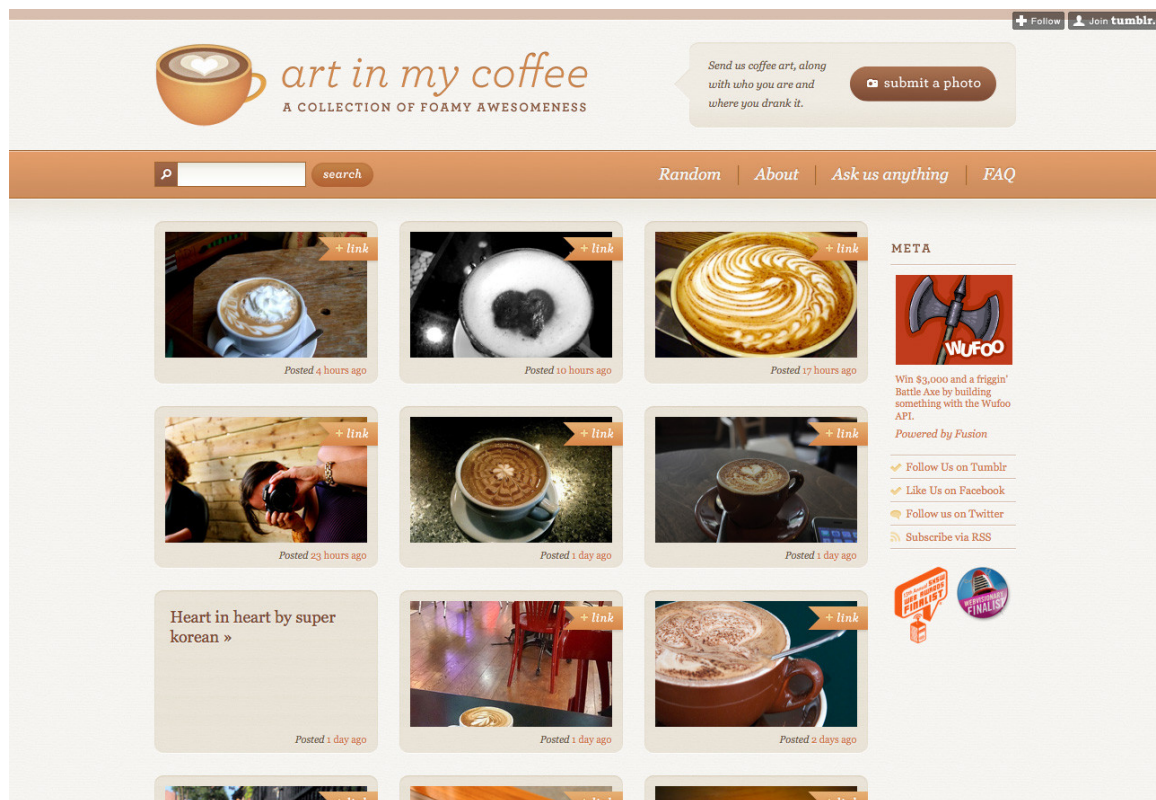 Follow
Join tumblr.
art in my coffee
A COLLECTION OF FOAMY AWESOMENESS
Send us coffee art, along
with who you are and
where you drank it.
submit a photo
search
Random
About
Ask us anything
FAQ
+ link
Posted 4 hours ago
+ link
Posted 10 hours ago
+ link
Posted 17 hours ago
META
WUFOO
Win $3,000 and a friggin'
Battle Axe by building
something with the Wufoo
API.
Powered by Fusion
+ link
Posted 23 hours ago
+ link
Posted 1 day ago
+ link
Posted 1 day ago
Follow Us on Tumblr
Like Us on Facebook
Follow us on Twitter
Subscribe via RSS
FINALIST
WEBVISIONARY
FINALIST
Heart in heart by super
korean »
Posted 1 day ago
+ link
Posted 1 day ago
+ link
Posted 2 days ago